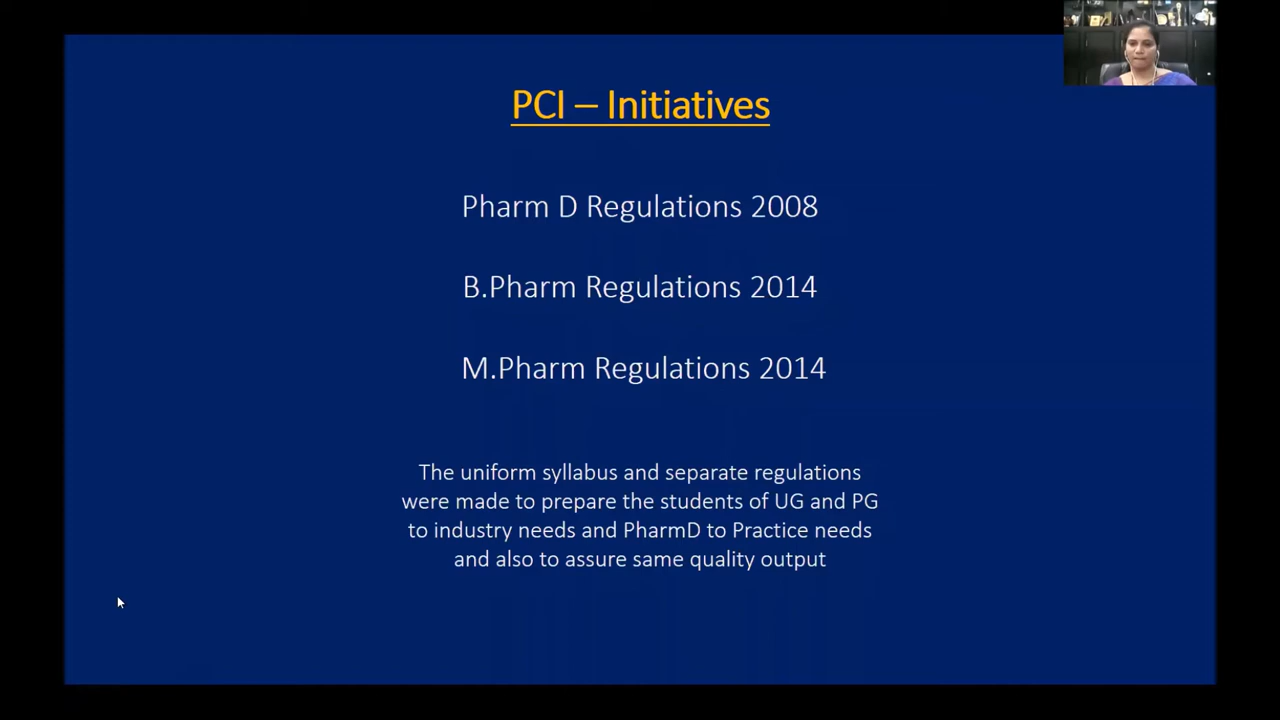 PCI – Initiatives
Pharm D Regulations 2008
B.Pharm Regulations 2014
M.Pharm Regulations 2014
The uniform syllabus and separate regulations
were made to prepare the students of UG and PG
to industry needs and PharmD to Practice needs
and also to assure same quality output